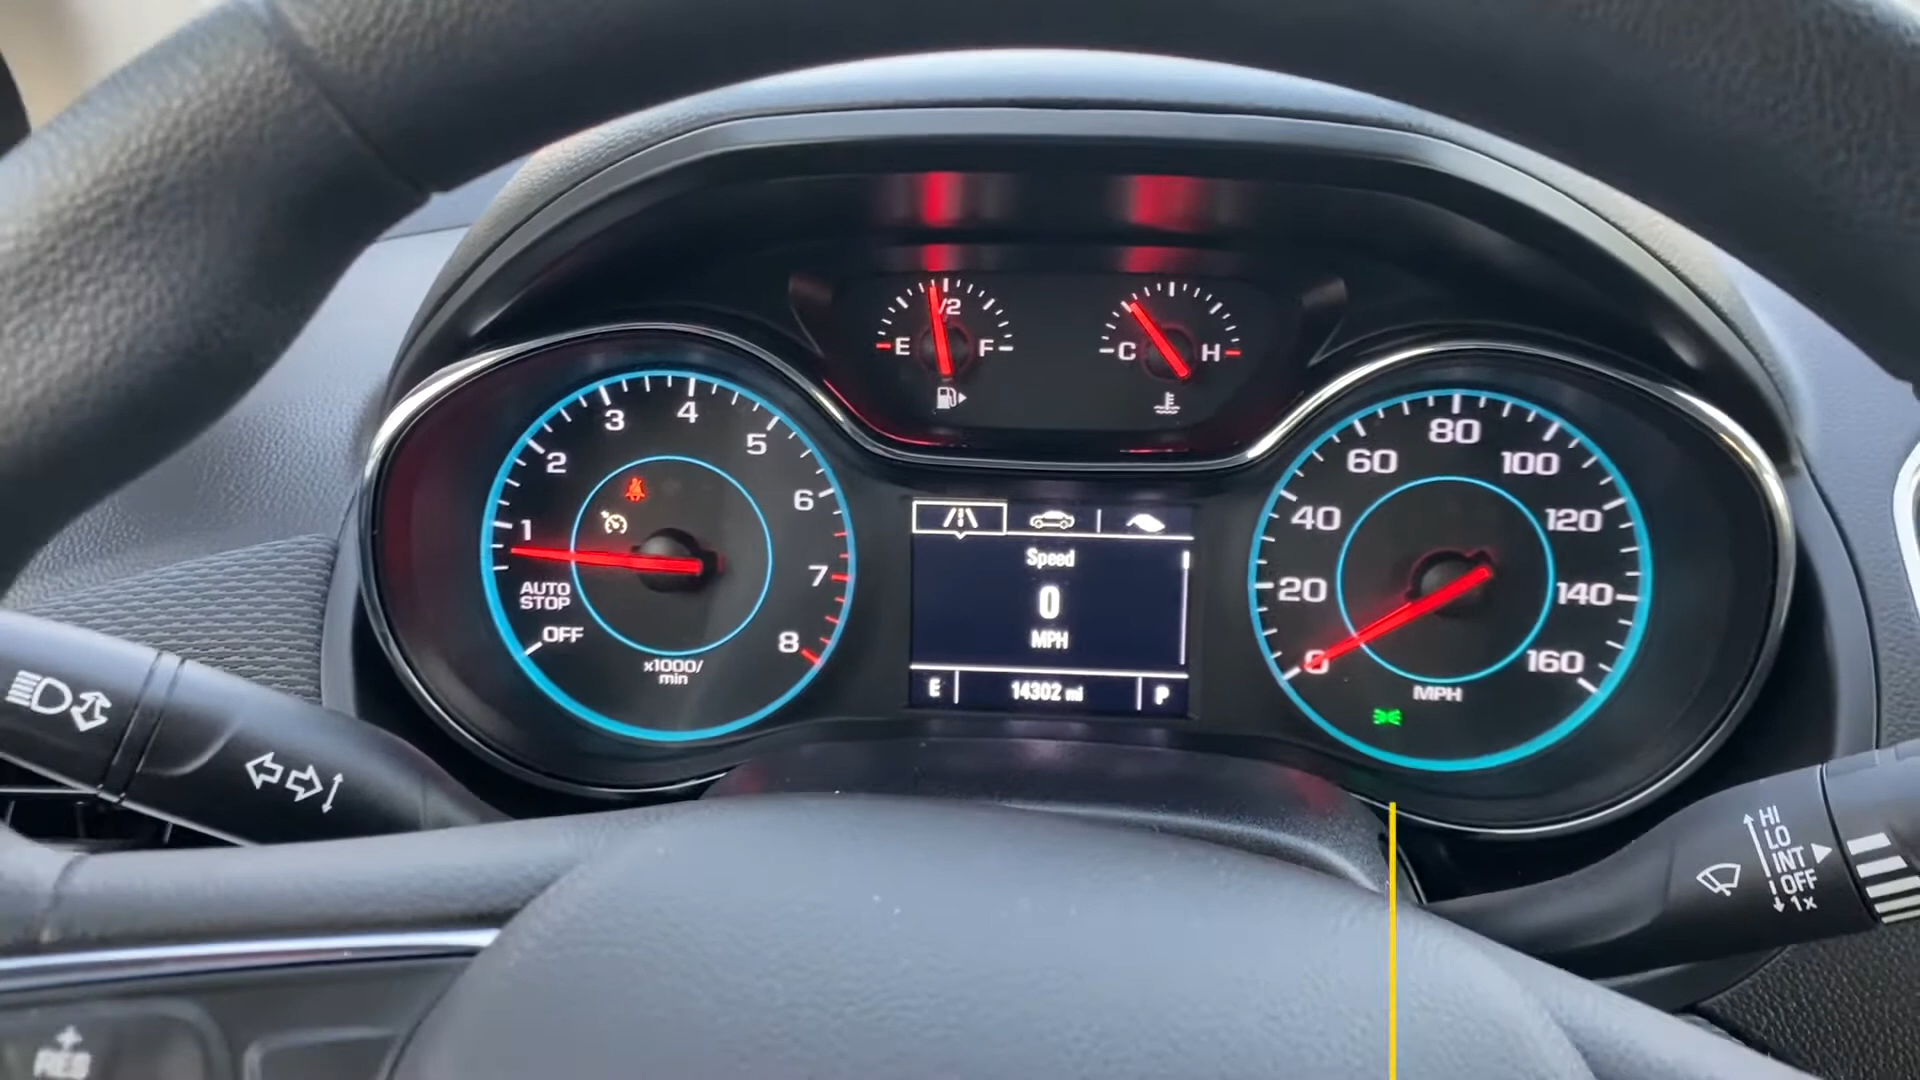 1/2
E F
C H
1
2
3
4
5
6
7
8
AUTO
STOP
OFF
x1000/
min
Speed
0
MPH
E 14302 mi P
0
20
40
60
80
100
120
140
160
MPH
HI
LO
INT
OFF
1x
RES